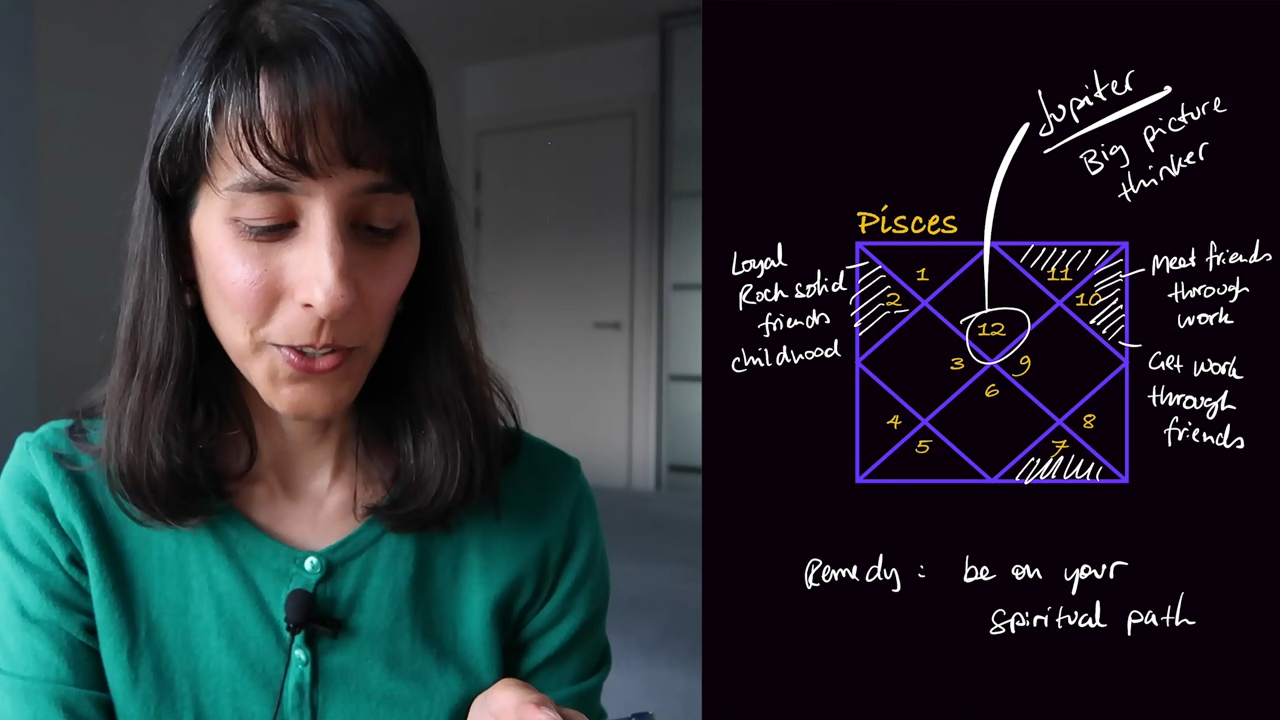 Jupiter
Big picture
thinker
Pisces
Loyal
Rock solid
friends
childhood
1
2
11
10
12
3
9
6
4
8
5
7
Meet friends
through
work
Get work
through
friends
Remedy : be on your
spiritual path